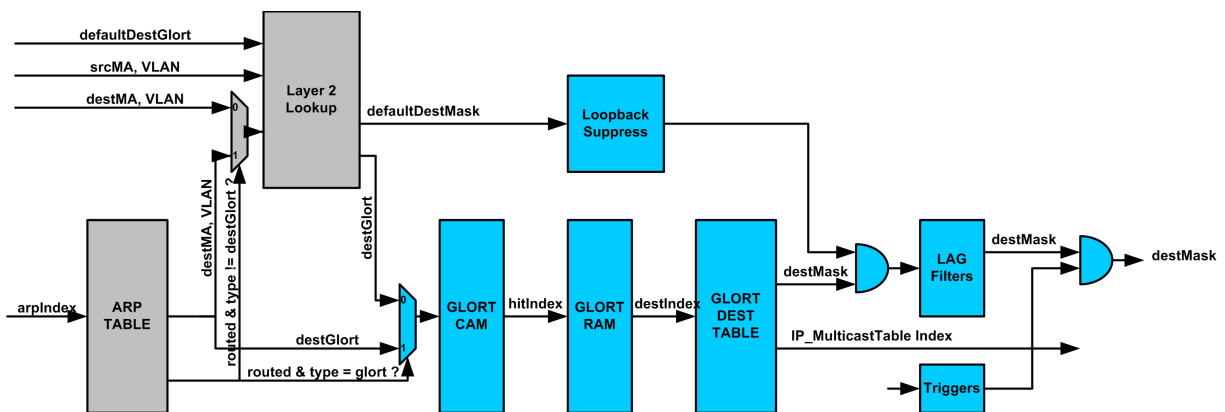 defaultDestGlort
srcMA, VLAN
destMA, VLAN
0
1
Layer 2
Lookup
defaultDestMask
Loopback
Suppress
destGlort
destMA, VLAN
routed & type != destGlort ?
arpIndex
ARP
TABLE
destGlort
routed & type = glort ?
0
1
GLORT
CAM
hitIndex
GLORT
RAM
destIndex
GLORT
DEST
TABLE
destMask
IP_MulticastTable Index
LAG
Filters
Triggers
destMask
destMask